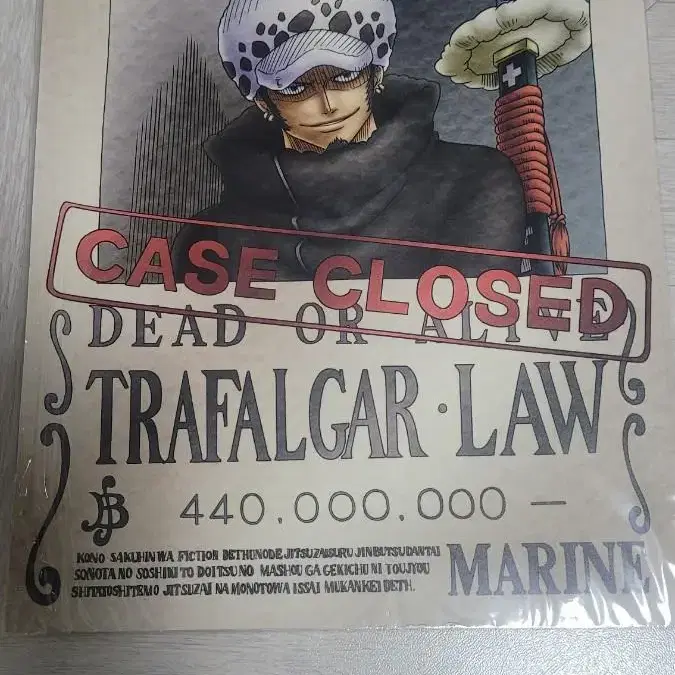 CASE CLOSED
DEAD OR ALIVE
TRAFALGAR·LAW
440,000,000 —
KONO SAKUHIN WA FICTION DETHUNODE JITSUZAISURU JINBUTSU DANTAI
SONOTA NO SOSHIKI TO DOITSU NO MASHOU GA GEKICHU NI TOUJYOU
SHITATOSHITEMO JITSUZAI NA MONOTOWA ISSAI MUKANKEI DETH.
MARINE